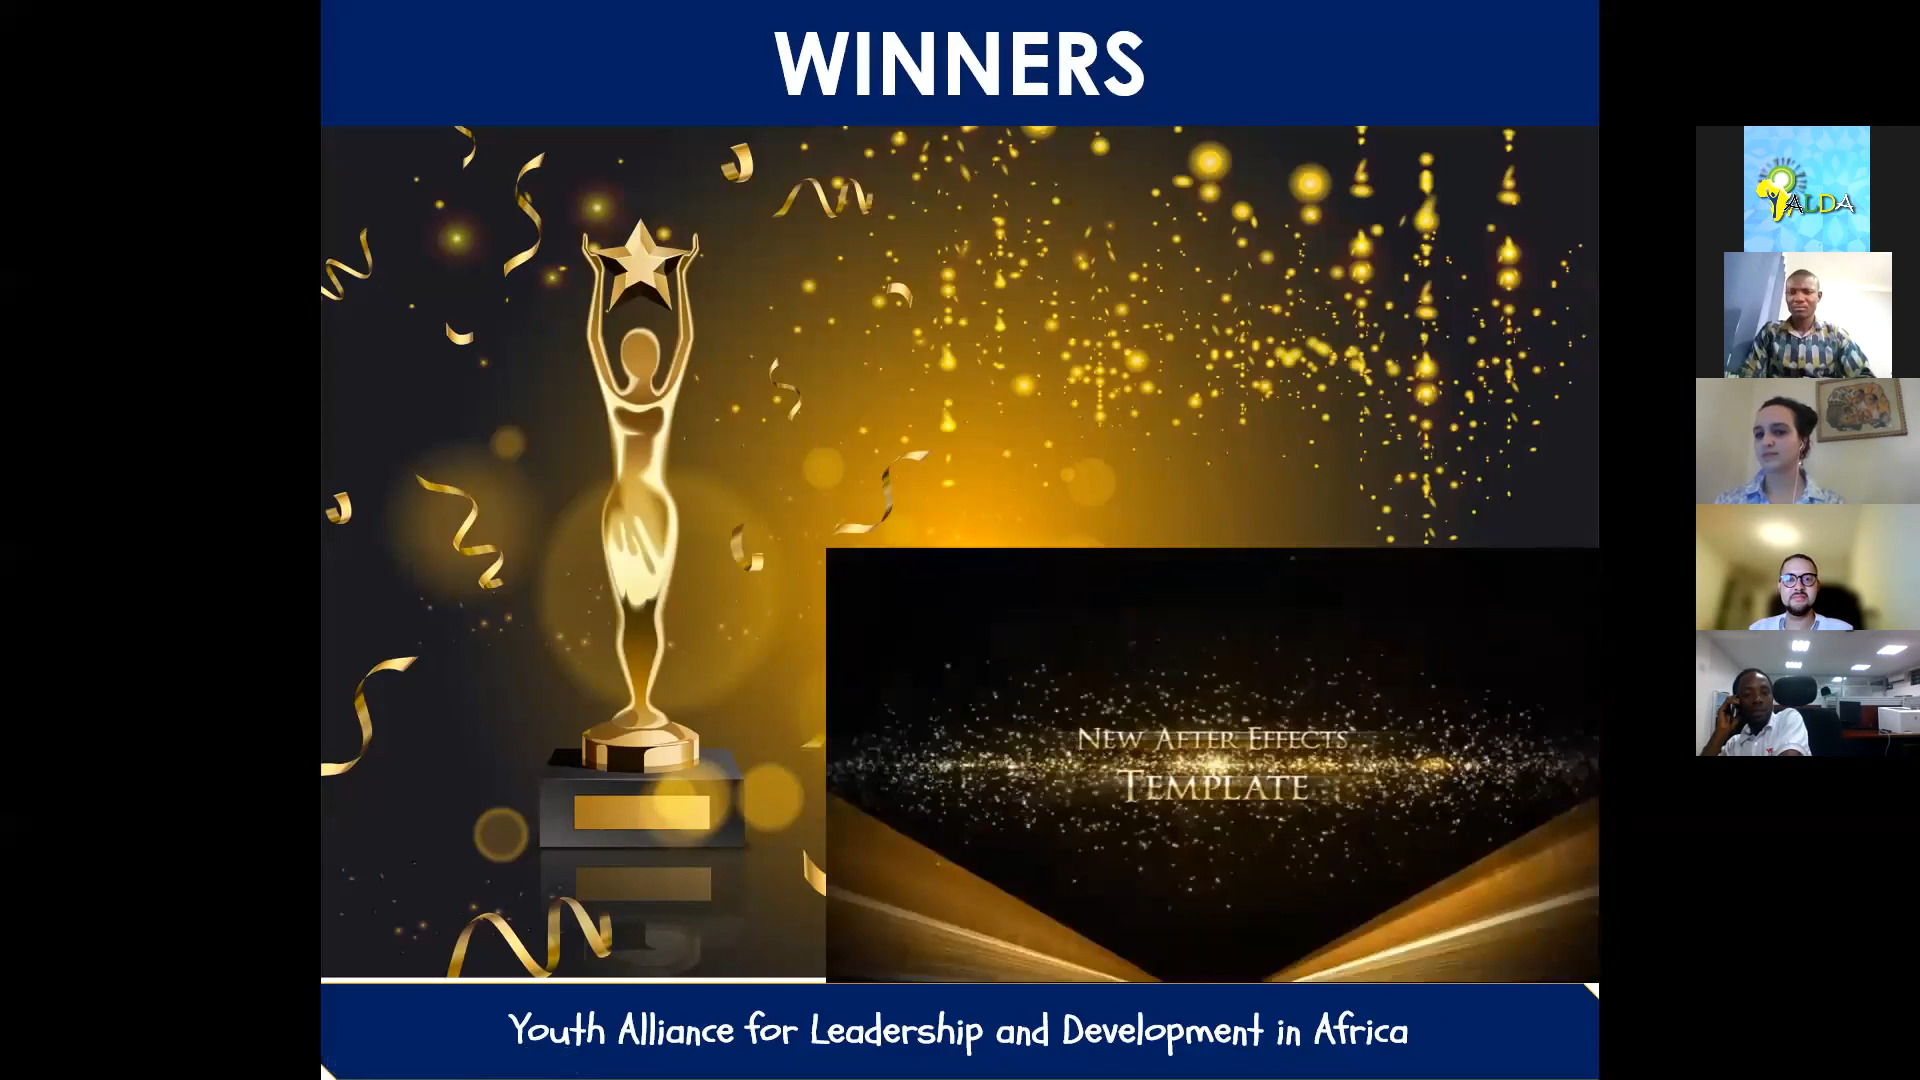 WINNERS
YALDA
New After Effects
Template
Youth Alliance for Leadership and Development in Africa